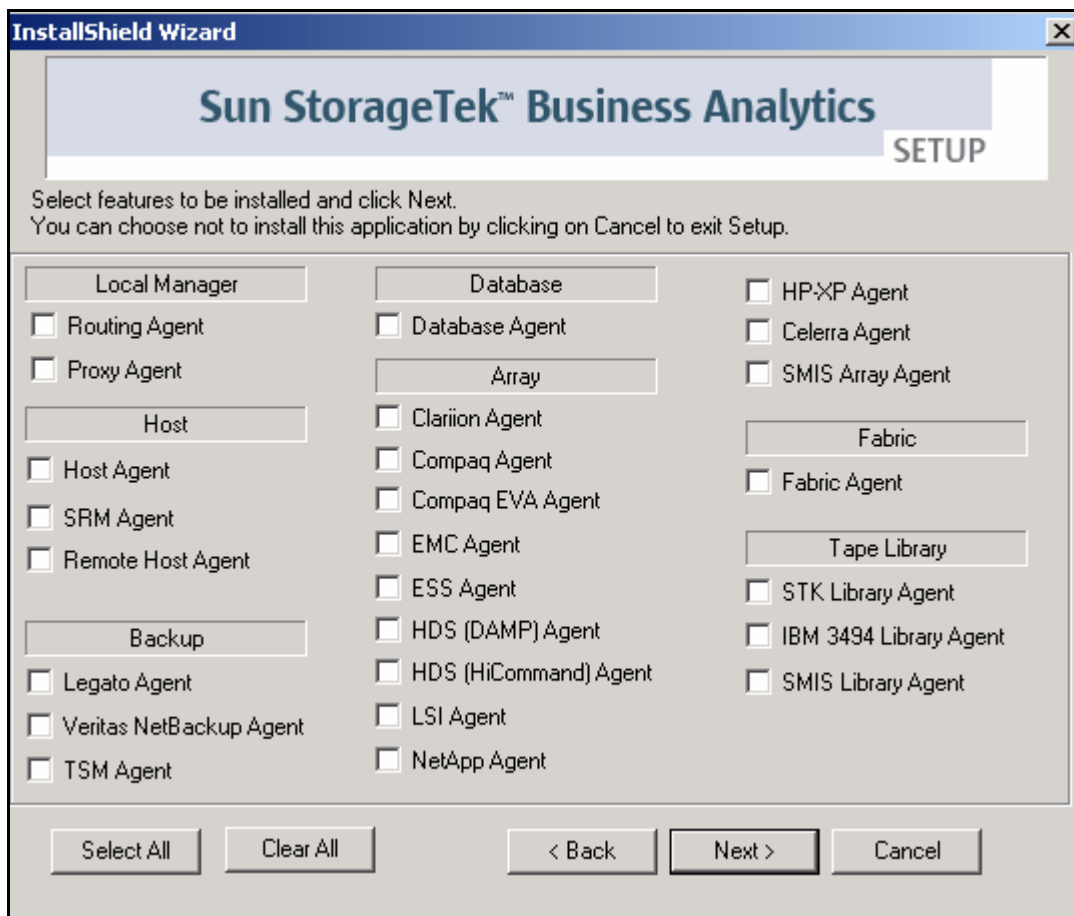 InstallShield Wizard
Sun StorageTek™ Business Analytics
SETUP
Select features to be installed and click Next.
You can choose not to install this application by clicking on Cancel to exit Setup.
Local Manager
Routing Agent
Proxy Agent
Host
Host Agent
SRM Agent
Remote Host Agent
Backup
Legato Agent
Veritas NetBackup Agent
TSM Agent
Database
Database Agent
Array
Clariion Agent
Compaq Agent
Compaq EVA Agent
EMC Agent
ESS Agent
HDS (DAMP) Agent
HDS (HiCommand) Agent
LSI Agent
NetApp Agent
HP-XP Agent
Celerra Agent
SMIS Array Agent
Fabric
Fabric Agent
Tape Library
STK Library Agent
IBM 3494 Library Agent
SMIS Library Agent
Select All
Clear All
< Back
Next >
Cancel